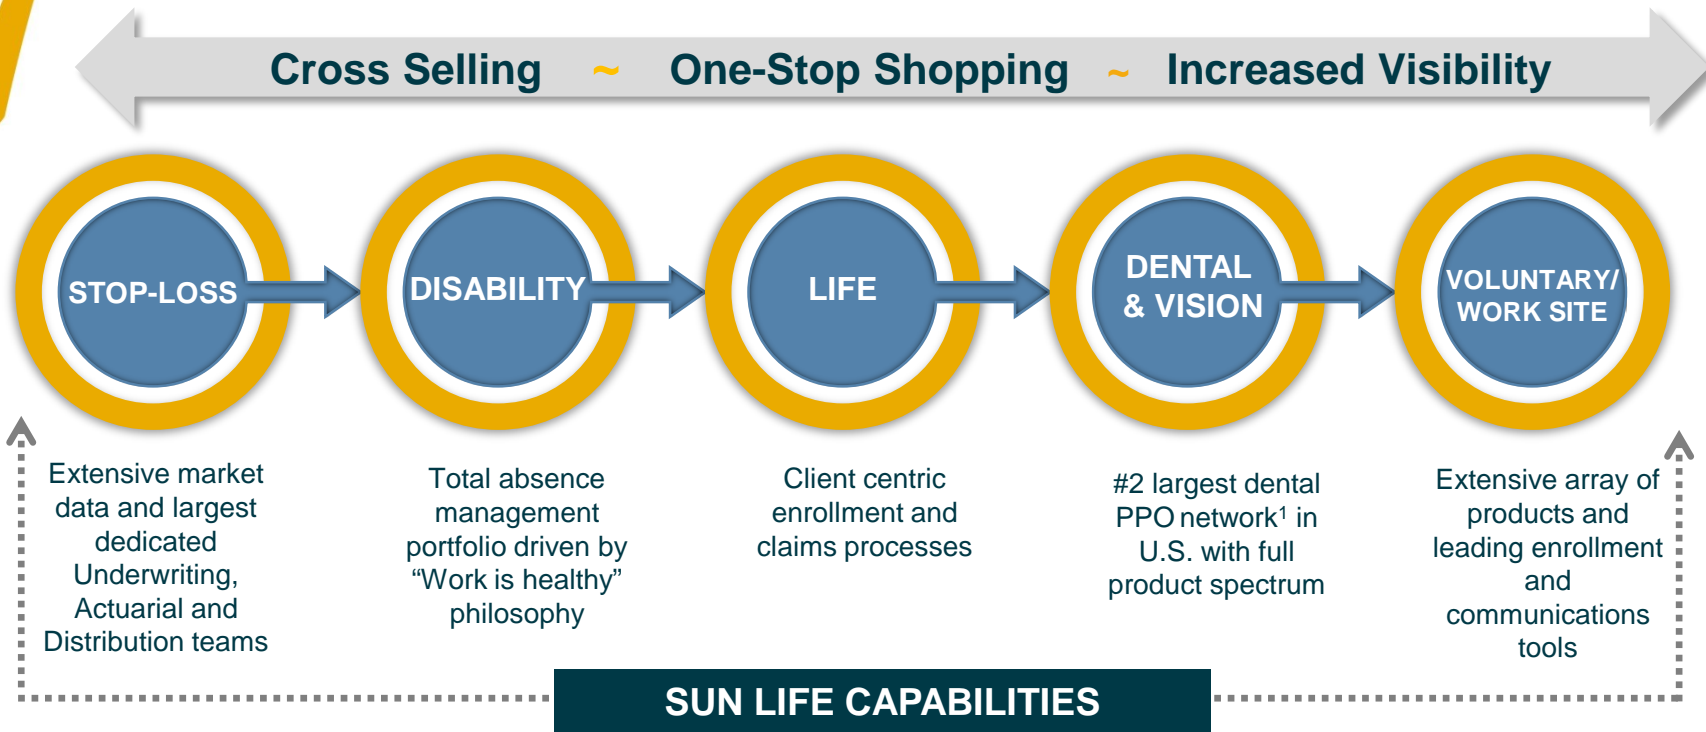 Cross Selling ~ One-Stop Shopping ~ Increased Visibility
STOP-LOSS
DISABILITY
LIFE
DENTAL
& VISION
VOLUNTARY/
WORK SITE
Extensive market
data and largest
dedicated
Underwriting,
Actuarial and
Distribution teams
Total absence
management
portfolio driven by
“Work is healthy”
philosophy
Client centric
enrollment and
claims processes
#2 largest dental
PPO network¹ in
U.S. with full
product spectrum
Extensive array of
products and
leading enrollment
and
communications
tools
SUN LIFE CAPABILITIES